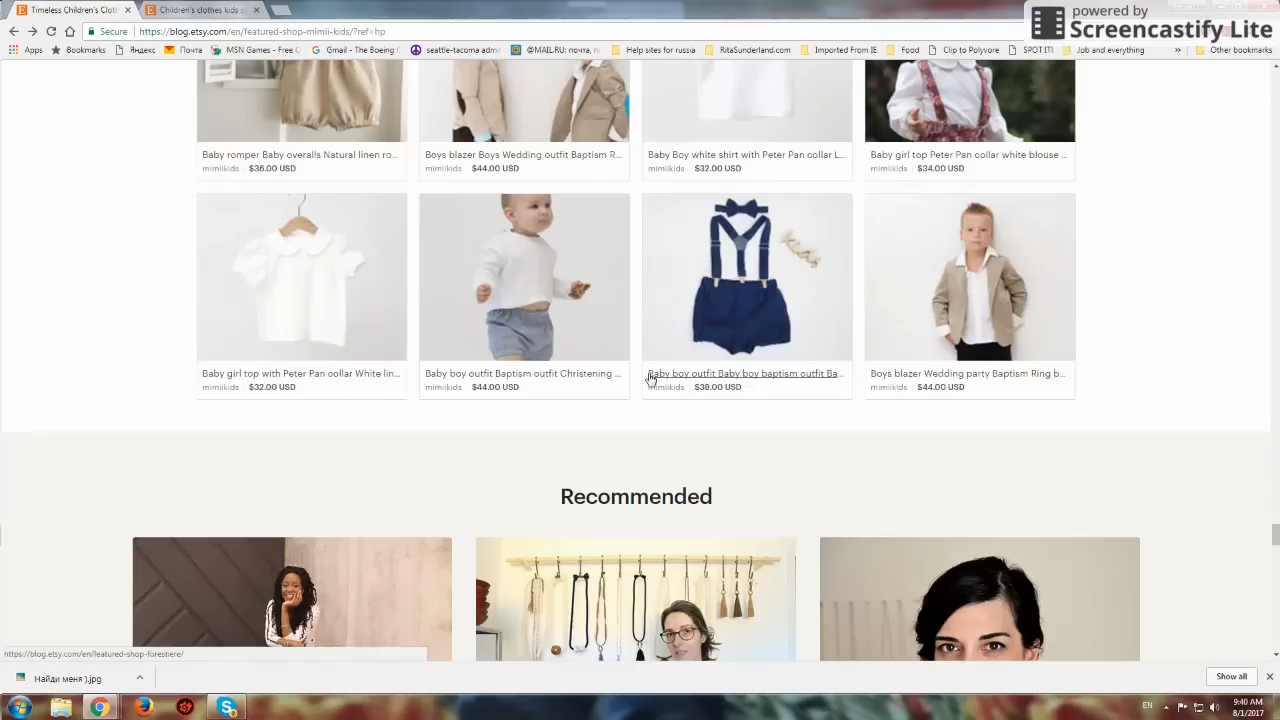 Timeless Children's Cloth
Children's clothes kids s
powered by
Screencastify Lite
Secure
https://blog.etsy.com/en/featured-shop-mimii-kids/?ref=hp
Apps
Bookmarks
Яндекс
Почта
MSN Games - Free C
Gmail.*The Boeing
seattle-tacoma adm
@MAIL.RU: почта, п
Help sites for russia
RitaSunderland.com
Imported From IE
Food
Clip to Polyvore
SPOT IT!
Job and everything
»
Other bookmarks
Baby romper Baby overalls Natural linen ro...
mimiikids $36.00 USD
Boys blazer Boys Wedding outfit Baptism R...
mimiikids $44.00 USD
Baby Boy white shirt with Peter Pan collar L...
mimiikids $32.00 USD
Baby girl top Peter Pan collar white blouse ...
mimiikids $34.00 USD
Baby girl top with Peter Pan collar White lin...
mimiikids $32.00 USD
Baby boy outfit Baptism outfit Christening ...
mimiikids $44.00 USD
Baby boy outfit Baby boy baptism outfit Ba...
mimiikids $38.00 USD
Boys blazer Wedding party Baptism Ring b...
mimiikids $44.00 USD
Recommended
https://blog.etsy.com/en/featured-shop-forestiere/
Найди меня ).jpg
Show all
EN
9:40 AM
8/1/2017